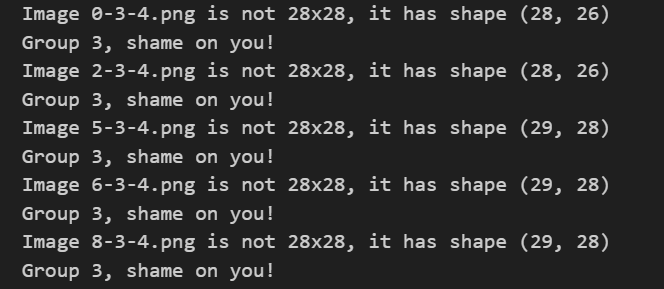 Image 0-3-4.png is not 28x28, it has shape (28, 26)
Group 3, shame on you!
Image 2-3-4.png is not 28x28, it has shape (28, 26)
Group 3, shame on you!
Image 5-3-4.png is not 28x28, it has shape (29, 28)
Group 3, shame on you!
Image 6-3-4.png is not 28x28, it has shape (29, 28)
Group 3, shame on you!
Image 8-3-4.png is not 28x28, it has shape (29, 28)
Group 3, shame on you!